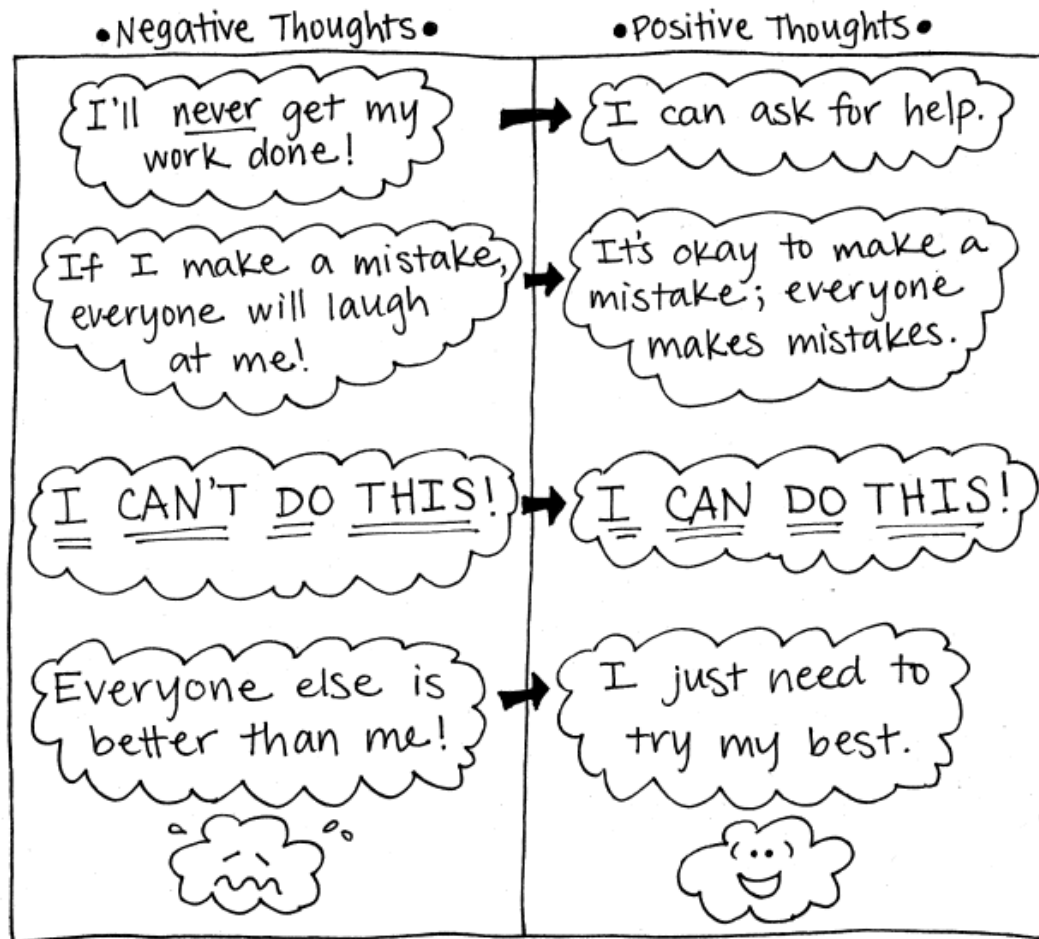 •Negative Thoughts•
•Positive Thoughts•
I'll never get my
work done!
I can ask for help.
If I make a mistake,
everyone will laugh
at me!
It's okay to make a
mistake; everyone
makes mistakes.
I CAN'T DO THIS!
I CAN DO THIS!
Everyone else is
better than me!
I just need to
try my best.